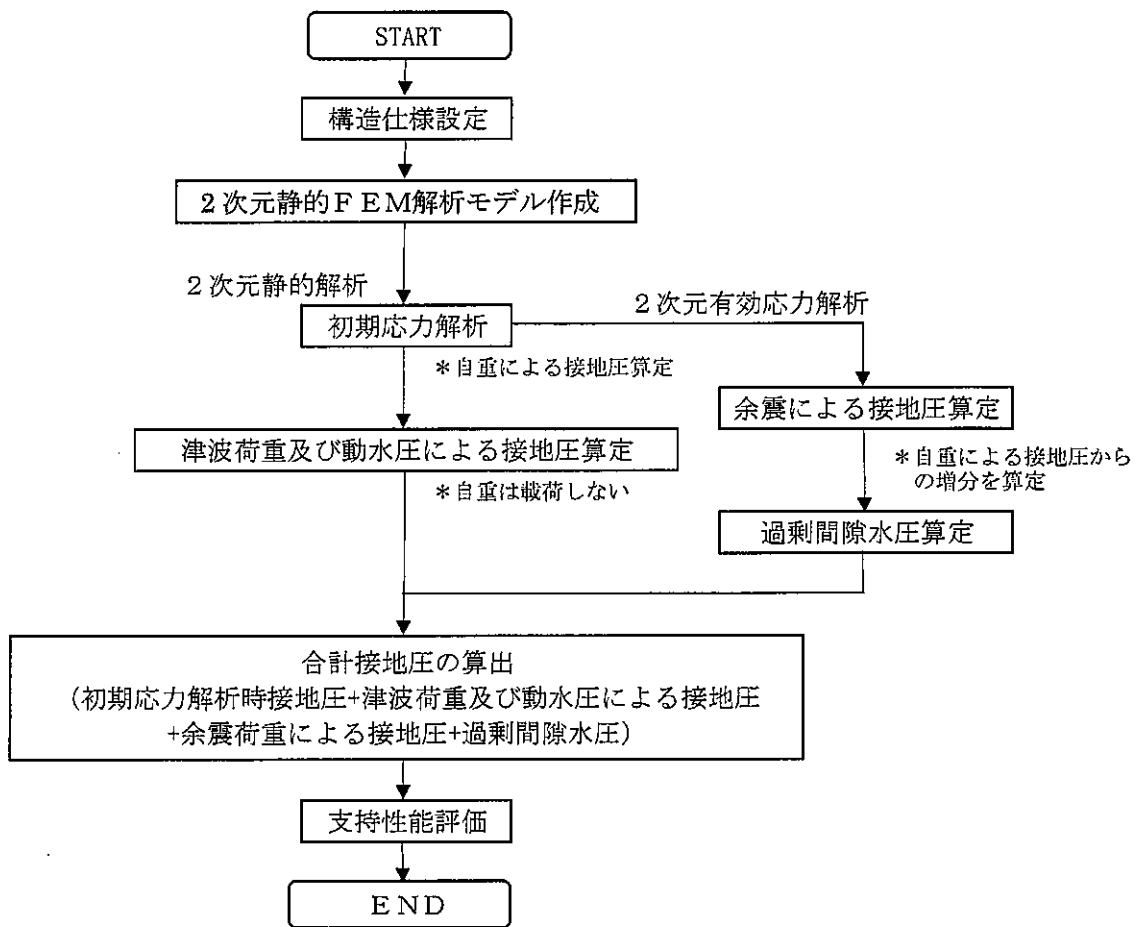 START
構造仕様設定
2次元静的FEM解析モデル作成
2次元静的解析
初期応力解析
2次元有効応力解析
*自重による接地圧算定
余震による接地圧算定
津波荷重及び動水圧による接地圧算定
*自重は載荷しない
*自重による接地圧から
の増分を算定
過剰間隙水圧算定
合計接地圧の算出
(初期応力解析時接地圧+津波荷重及び動水圧による接地圧
+余震荷重による接地圧+過剰間隙水圧)
支持性能評価
END